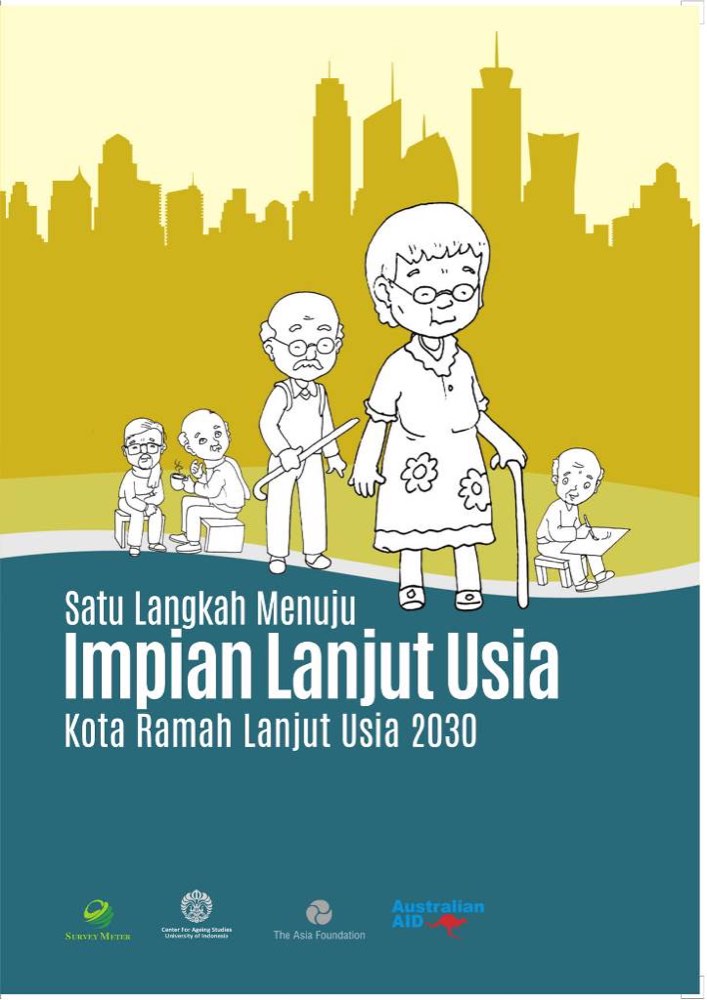 Satu Langkah Menuju
Impian Lanjut Usia
Kota Ramah Lanjut Usia 2030
SURVEY METER
Center For Ageing Studies
University of Indonesia
The Asia Foundation
Australian
AID